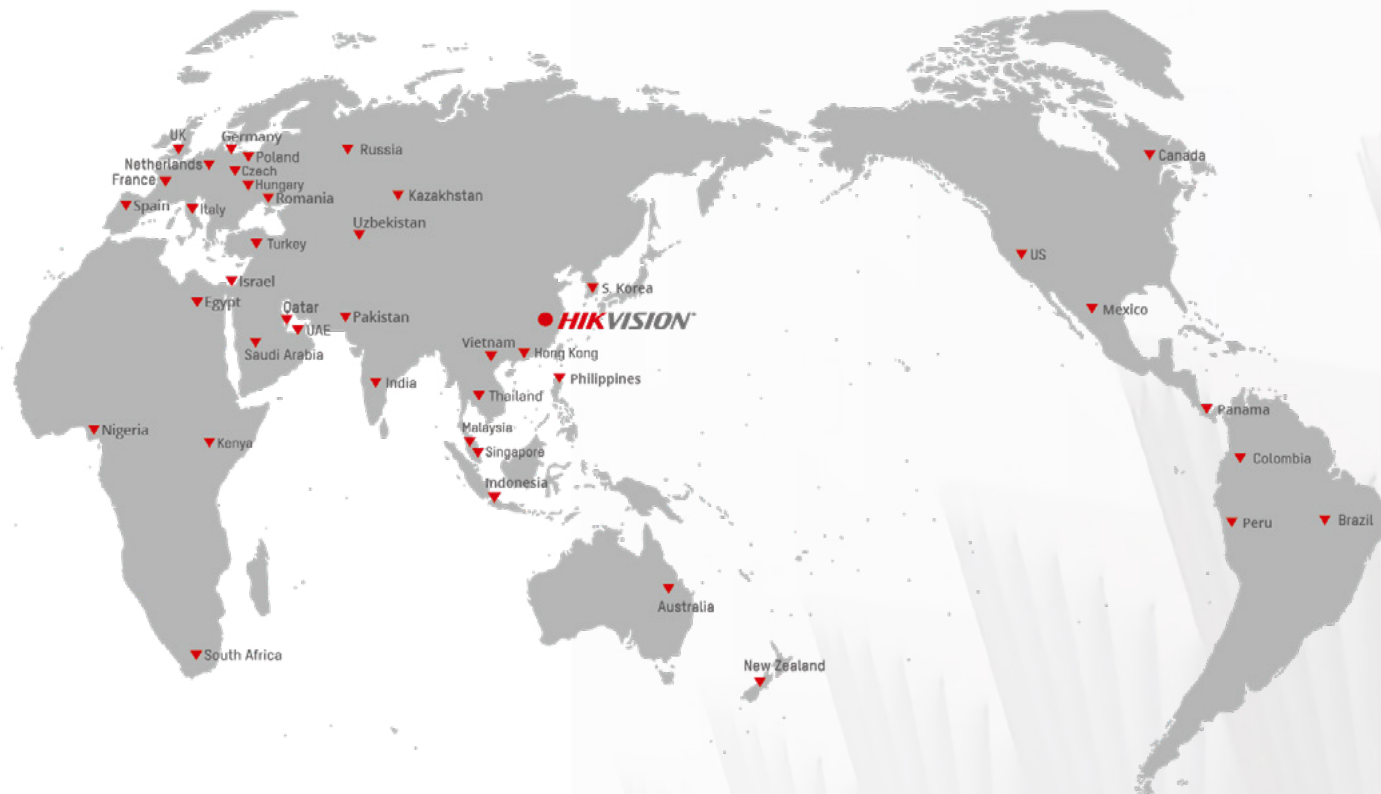 UK
Germany
Netherlands
Poland
Czech
France
Hungary
Spain
Italy
Romania
Russia
Kazakhstan
Uzbekistan
Turkey
Israel
Egypt
Qatar
UAE
Saudi Arabia
Pakistan
India
S. Korea
HIKVISION™
Vietnam
Hong Kong
Philippines
Thailand
Malaysia
Singapore
Indonesia
Nigeria
Kenya
South Africa
Australia
New Zealand
Canada
US
Mexico
Panama
Colombia
Peru
Brazil